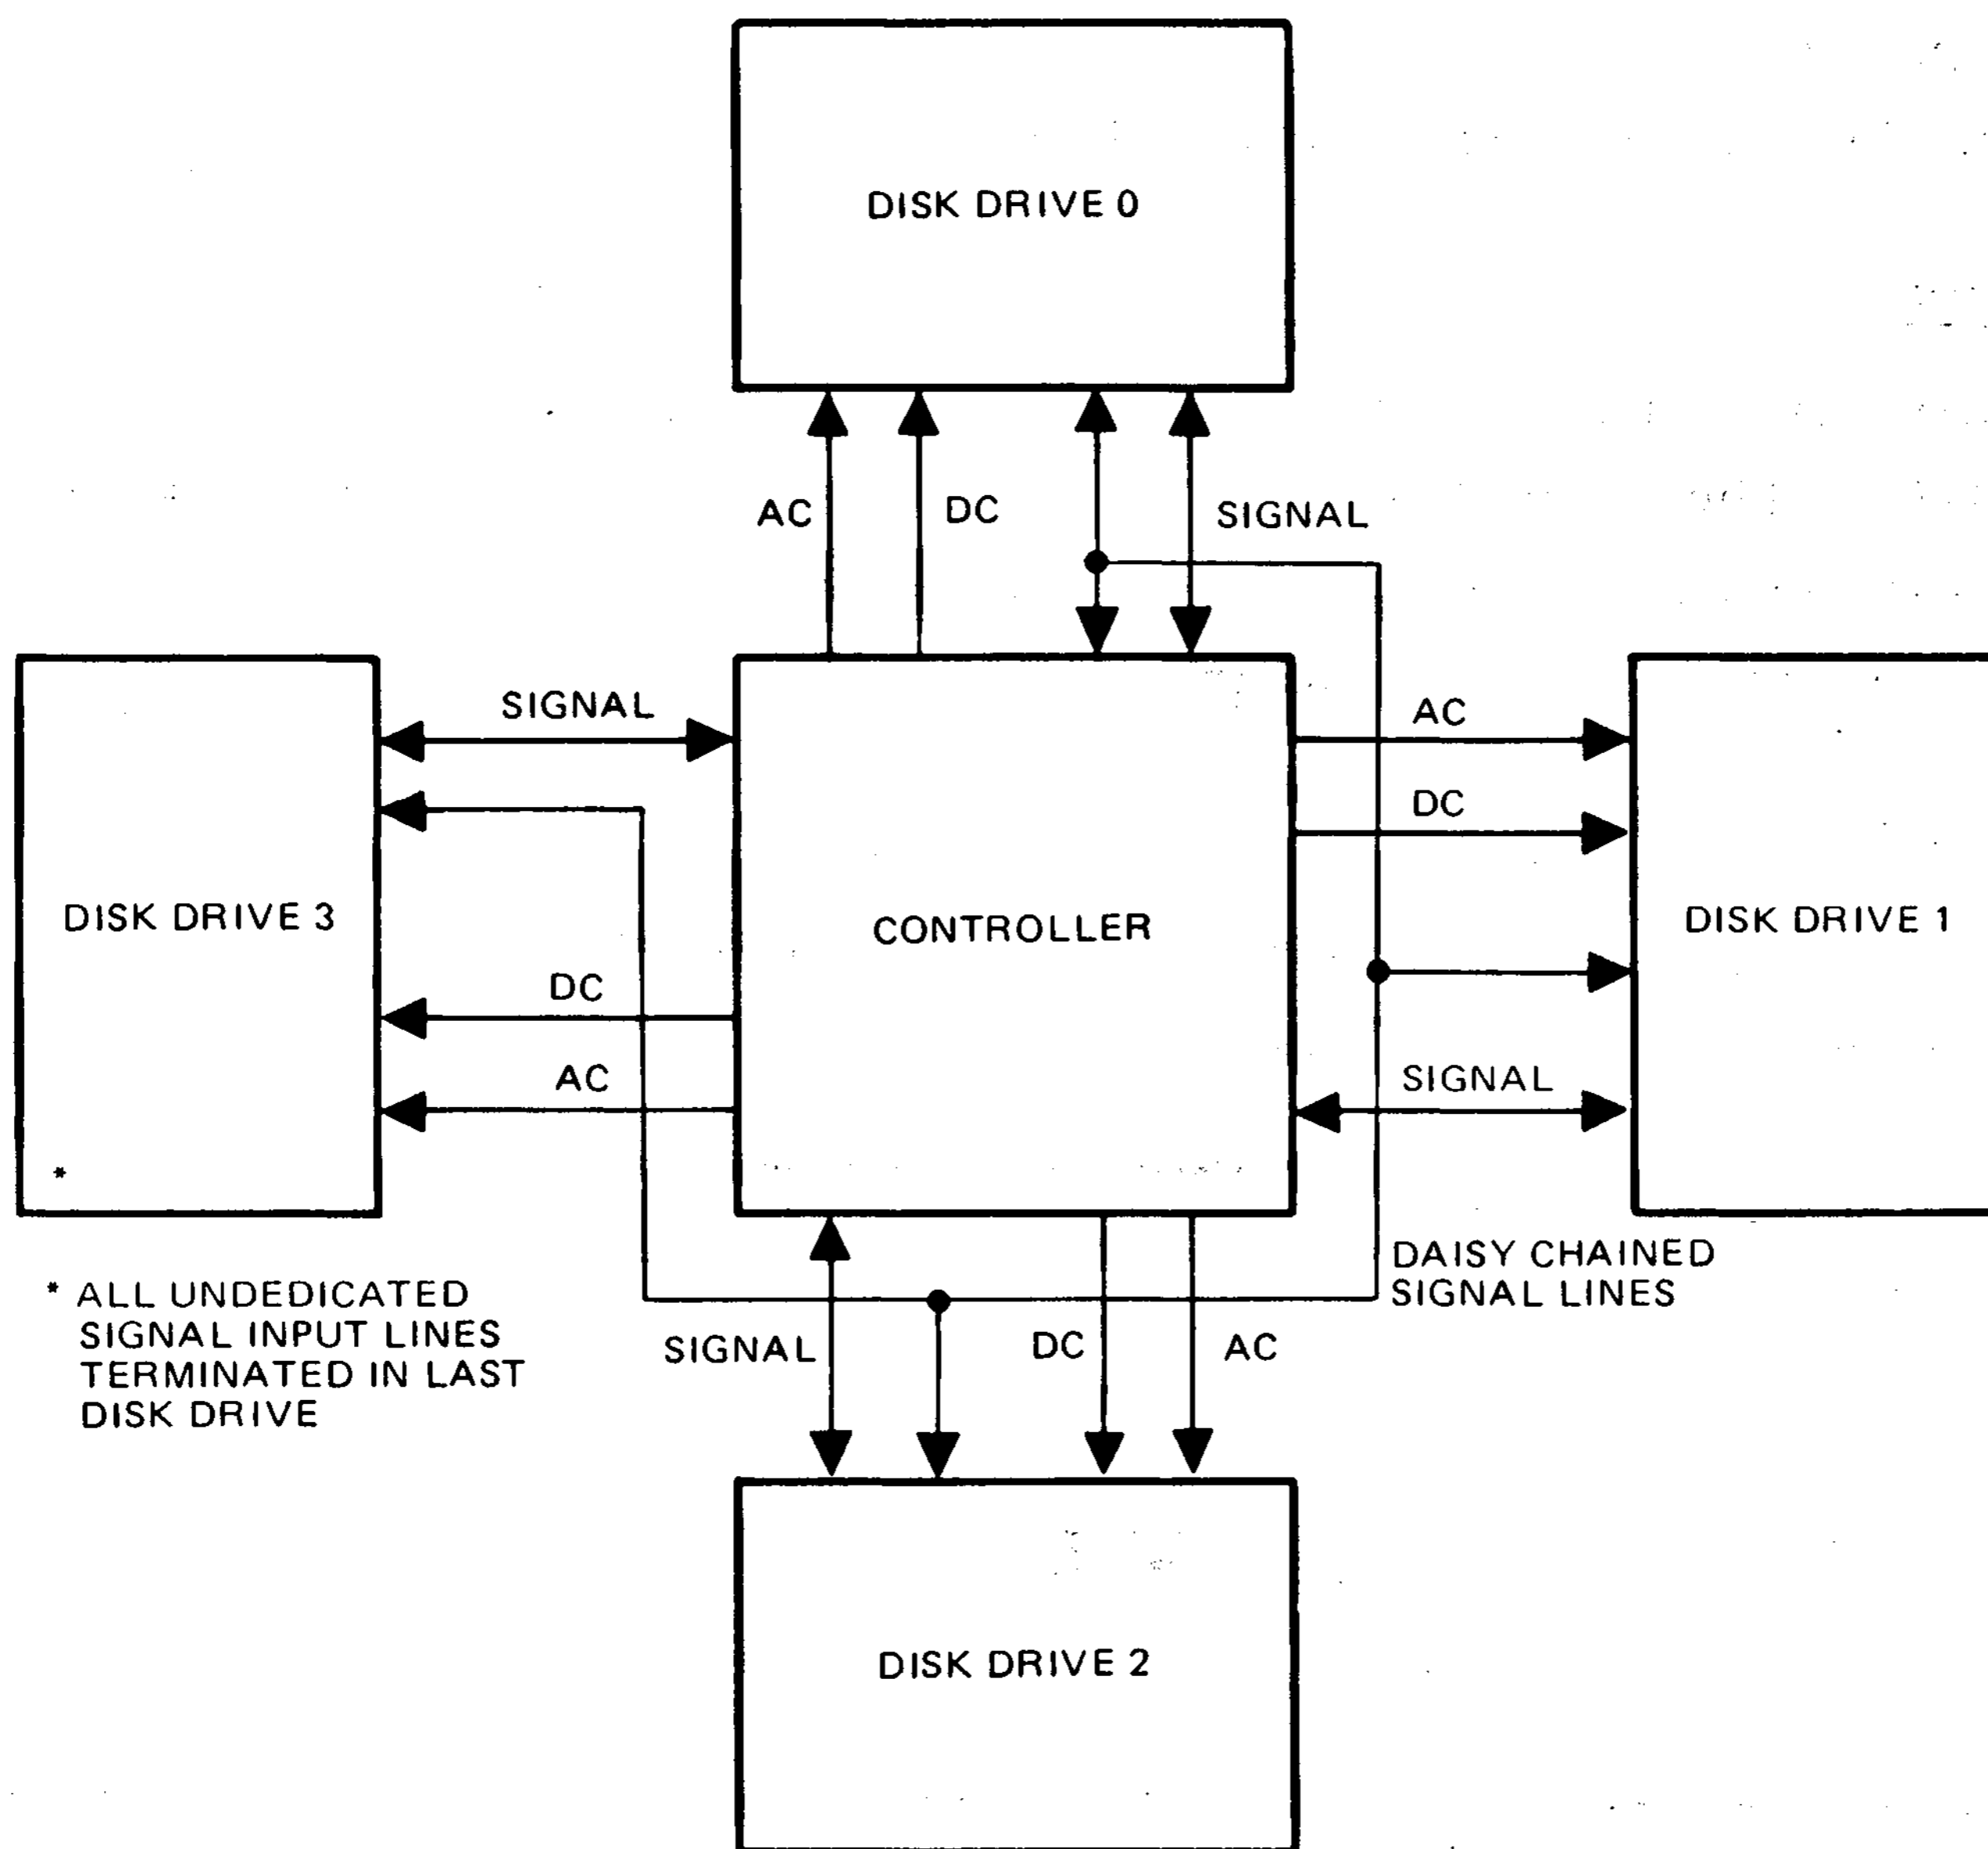 DISK DRIVE 0
AC
DC
SIGNAL
SIGNAL
AC
DC
DISK DRIVE 3
CONTROLLER
DISK DRIVE 1
DC
AC
SIGNAL
*
DAISY CHAINED
SIGNAL LINES
* ALL UNDEDICATED
SIGNAL INPUT LINES
TERMINATED IN LAST
DISK DRIVE
SIGNAL
DC
AC
DISK DRIVE 2